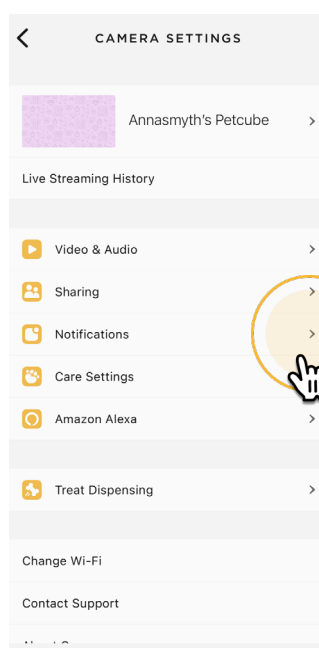 CAMERA SETTINGS
Annasmyth's Petcube
Live Streaming History
Video & Audio
Sharing
Notifications
Care Settings
Amazon Alexa
Treat Dispensing
Change Wi-Fi
Contact Support